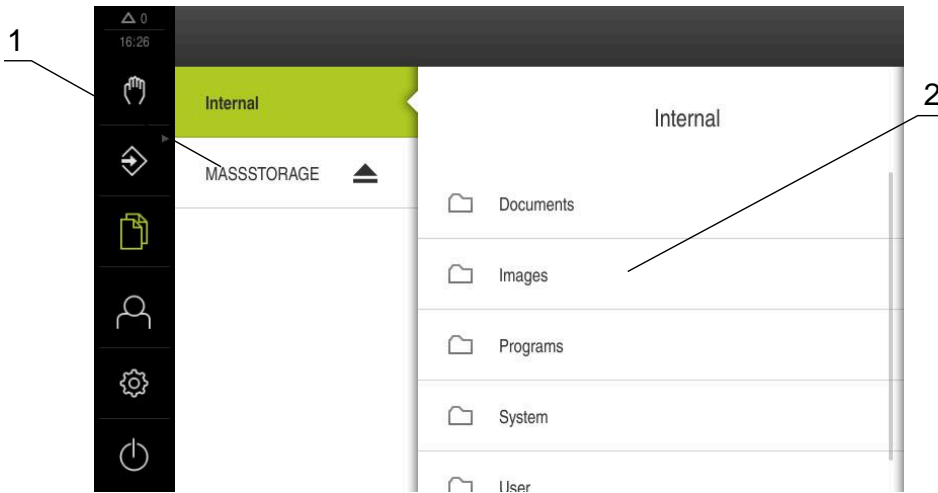 1
0
16:26
Internal
MASSSTORAGE
Internal
2
Documents
Images
Programs
System
User